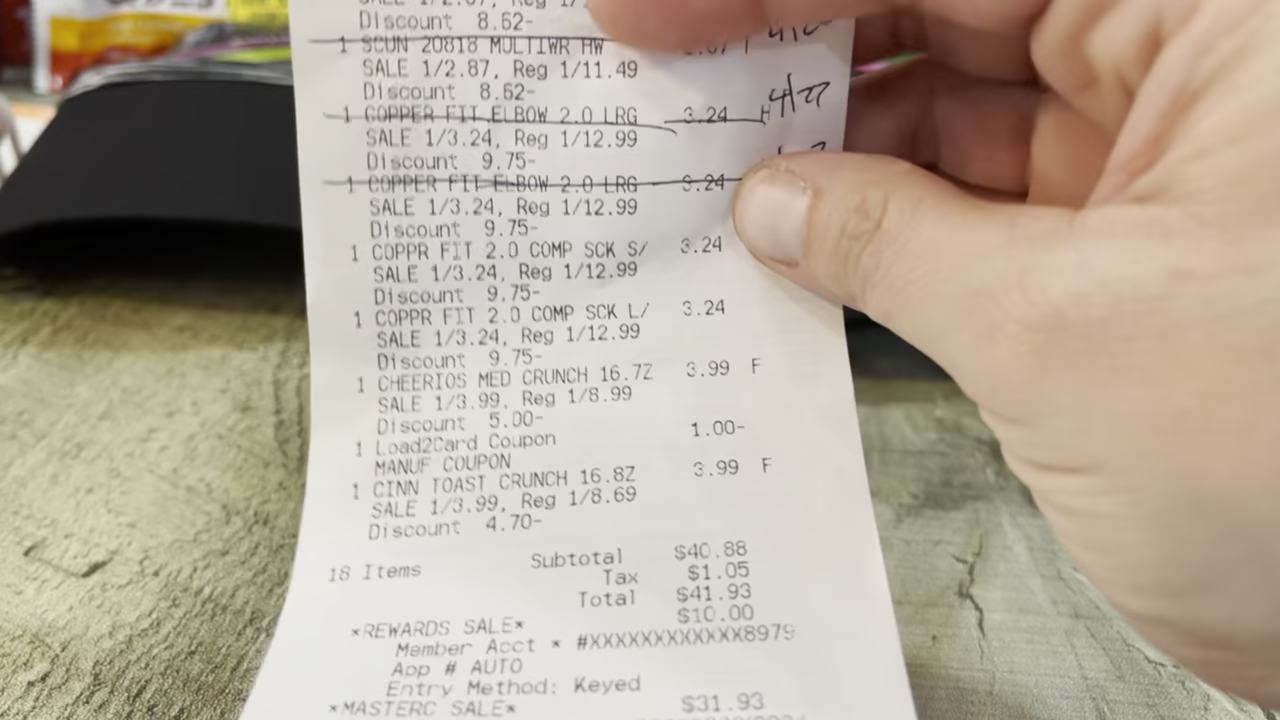 Discount 8.62-
1 SCUN 20818 MULTIWR HW
SALE 1/2.87, Reg 1/11.49
Discount 8.62-
4/27
1 COPPER FIT ELBOW 2.0 LRG 3.24 H
SALE 1/3.24, Reg 1/12.99
Discount 9.75-
1 COPPER FIT ELBOW 2.0 LRG 3.24
SALE 1/3.24, Reg 1/12.99
Discount 9.75-
1 COPPR FIT 2.0 COMP SCK S/ 3.24
SALE 1/3.24, Reg 1/12.99
Discount 9.75-
1 COPPR FIT 2.0 COMP SCK L/ 3.24
SALE 1/3.24, Reg 1/12.99
Discount 9.75-
1 CHEERIOS MED CRUNCH 16.7Z 3.99 F
SALE 1/3.99, Reg 1/8.99
Discount 5.00-
1 Load2Card Coupon 1.00-
MANUF COUPON
1 CINN TOAST CRUNCH 16.8Z 3.99 F
SALE 1/3.99, Reg 1/8.69
Discount 4.70-
Subtotal $40.88
18 Items
Tax $1.05
Total $41.93
*REWARDS SALE* $10.00
Member Acct * #XXXXXXXXXXXX8979
App # AUTO
Entry Method: Keyed
*MASTERC SALE* $31.93